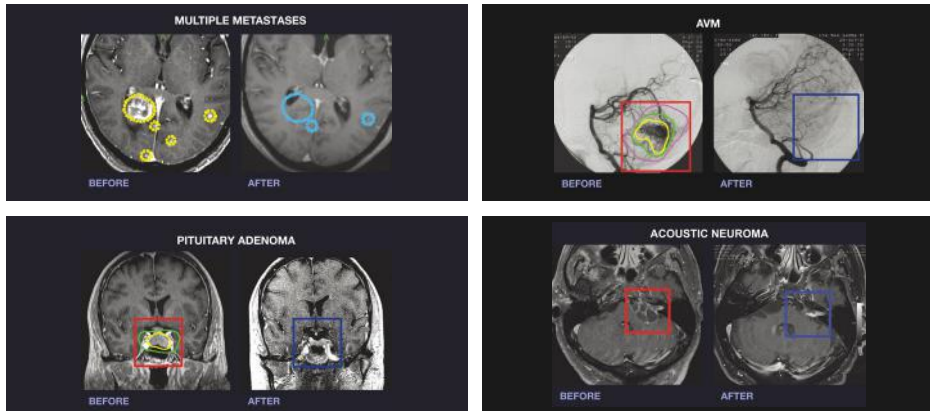 MULTIPLE METASTASES
BEFORE
AFTER
AVM
BEFORE
AFTER
PITUITARY ADENOMA
BEFORE
AFTER
ACOUSTIC NEUROMA
BEFORE
AFTER